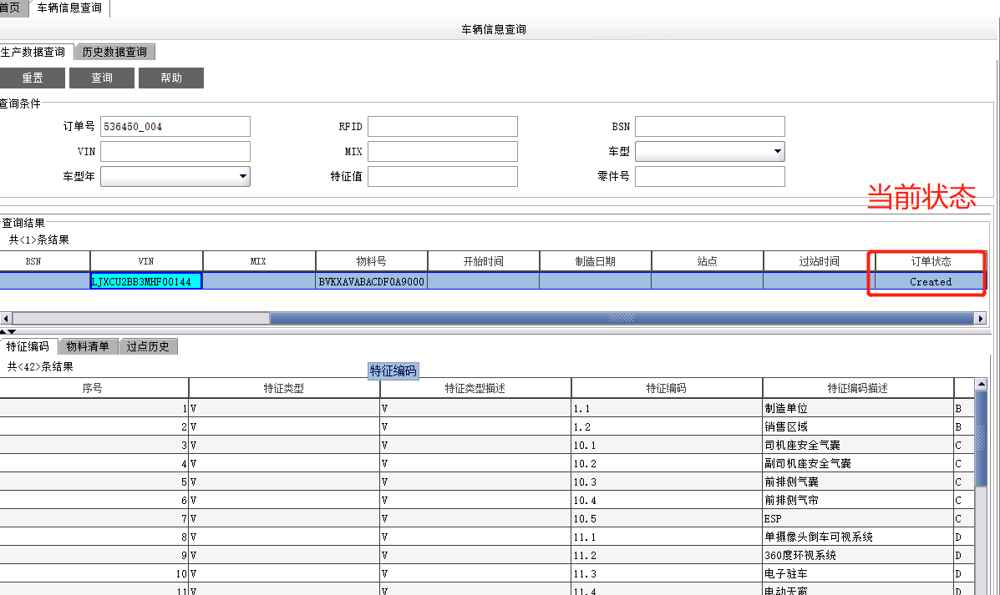 首页 车辆信息查询
车辆信息查询
生产数据查询 历史数据查询
重置 查询 帮助
查询条件
订单号 536450_004 RFID BSN
VIN MIX 车型
车型年 特征值 零件号
当前状态
查询结果
共<1>条结果
BSN VIN MIX 物料号 开始时间 制造日期 站点 过站时间 订单状态
LJXCU2BB3MHF00144 BVKXAVABACDF0A9000 Created
特征编码 物料清单 过点历史
共<42>条结果
特征编码
序号 特征类型 特征类型描述 特征编码 特征编码描述
1 V V 1.1 制造单位 B
2 V V 1.2 销售区域 B
3 V V 10.1 司机座安全气囊 C
4 V V 10.2 副司机座安全气囊 C
5 V V 10.3 前排侧气囊 C
6 V V 10.4 前排侧气帘 C
7 V V 10.5 ESP C
8 V V 11.1 单摄像头倒车可视系统 D
9 V V 11.2 360度环视系统 D
10 V V 11.3 电子驻车 D
11 V V 11.4 电动天窗 D